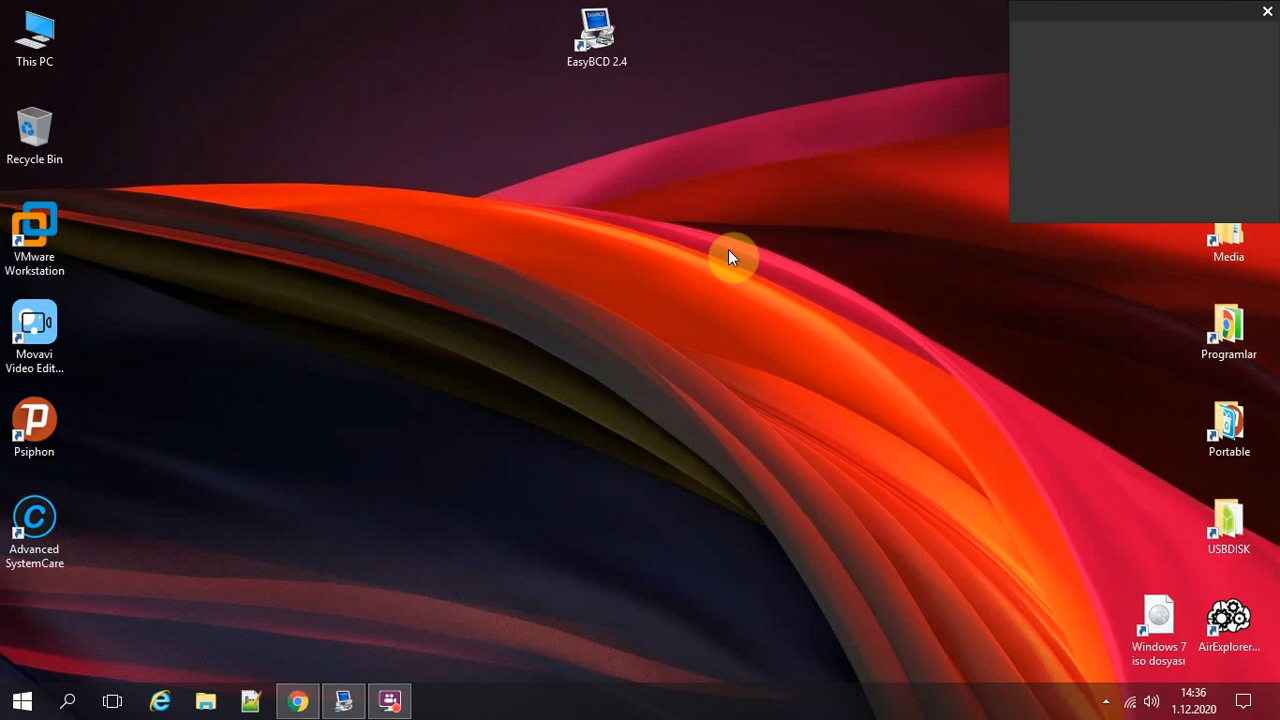 This PC
EasyBCD 2.4
Recycle Bin
VMware
Workstation
Media
Movavi
Video Edit...
Programlar
Psiphon
Portable
Advanced
SystemCare
USBDISK
Windows 7
iso dosyası
AirExplorer...
14:36
1.12.2020